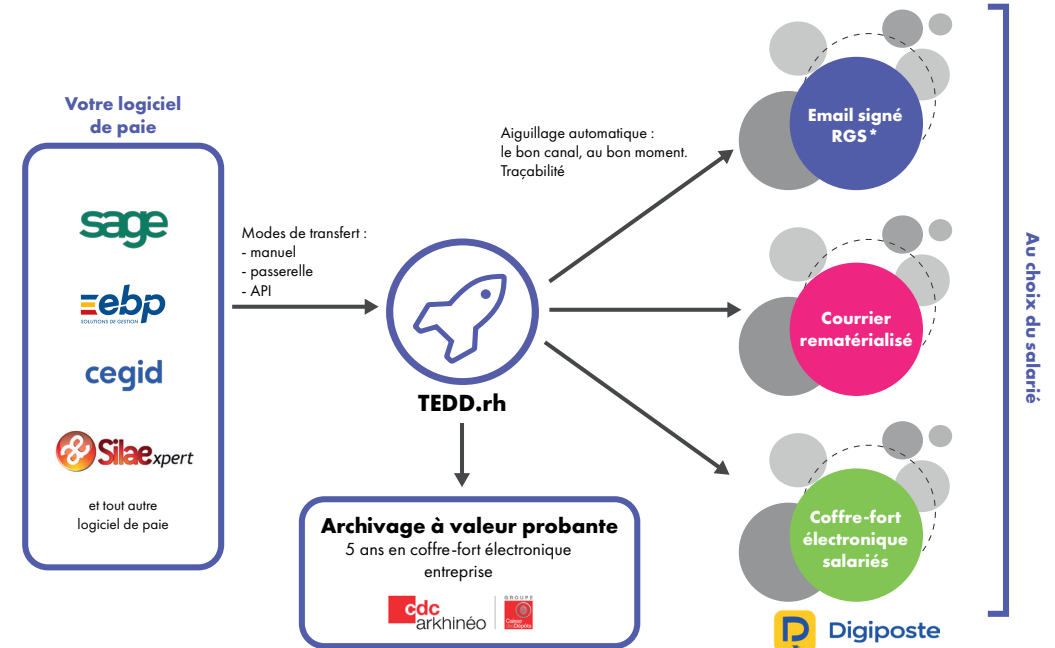 Votre logiciel
de paie
sage
ebp
SOLUTIONS DE GESTION
cegid
Silaexpert
et tout autre
logiciel de paie
Modes de transfert :
- manuel
- passerelle
- API
TEDD.rh
Aiguillage automatique :
le bon canal, au bon moment.
Traçabilité
Archivage à valeur probante
5 ans en coffre-fort électronique
entreprise
cdc
arkhinéo
GROUPE
Caisse
des Dépôts
Email signé
RGS*
Courrier
rematérialisé
Coffre-fort
électronique
salariés
Digiposte
Au choix du salarié